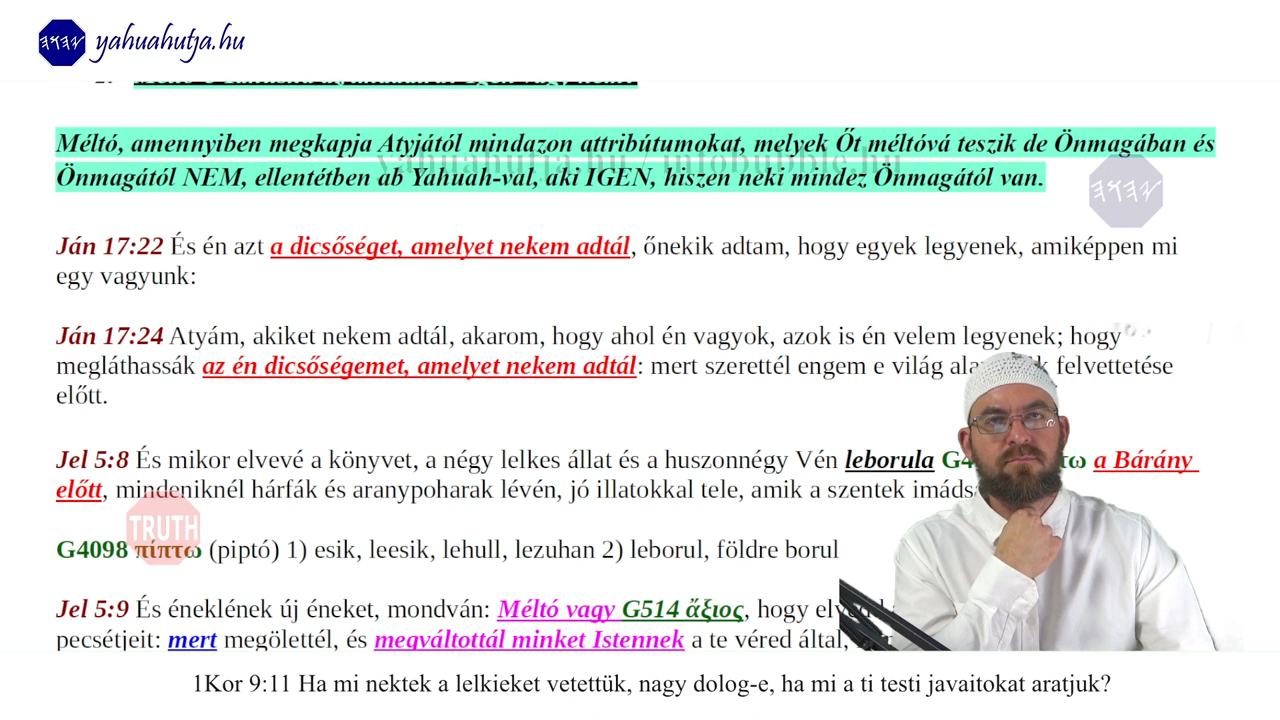 yahuahutja.hu
Méltó, amennyiben megkapja Atyjától mindazon attribútumokat, melyek Őt méltóvá teszik de Önmagában és
yahuahutja.hu / infobubble.hu
Önmagától NEM, ellentétben ab Yahuah-val, aki IGEN, hiszen neki mindez Önmagától van.
Ján 17:22 És én azt a dicsőséget, amelyet nekem adtál, őnekik adtam, hogy egyek legyenek, amiképpen mi
egy vagyunk:
Ján 17:24 Atyám, akiket nekem adtál, akarom, hogy ahol én vagyok, azok is én velem legyenek; hogy
megláthassák az én dicsőségemet, amelyet nekem adtál: mert szerettél engem e világ felvettetése
előtt.
Jel 5:8 És mikor elvevé a könyvet, a négy lelkes állat és a huszonnégy Vén leborula a Bárány
előtt, mindeniknél hárfák és aranypoharak lévén, jó illatokkal tele, amik a szentek
TRUTH
G4098 πίπτω (piptó) 1) esik, leesik, lehull, lezuhan 2) leborul, földre borul
Jel 5:9 És éneklének új éneket, mondván: Méltó vagy G514 ἄξιος, hogy
pecsétjeit: mert megölettél, és megváltottál minket Istennek a te véred által,
1Kor 9:11 Ha mi nektek a lelkieket vetettük, nagy dolog-e, ha mi a ti testi javaitokat aratjuk?